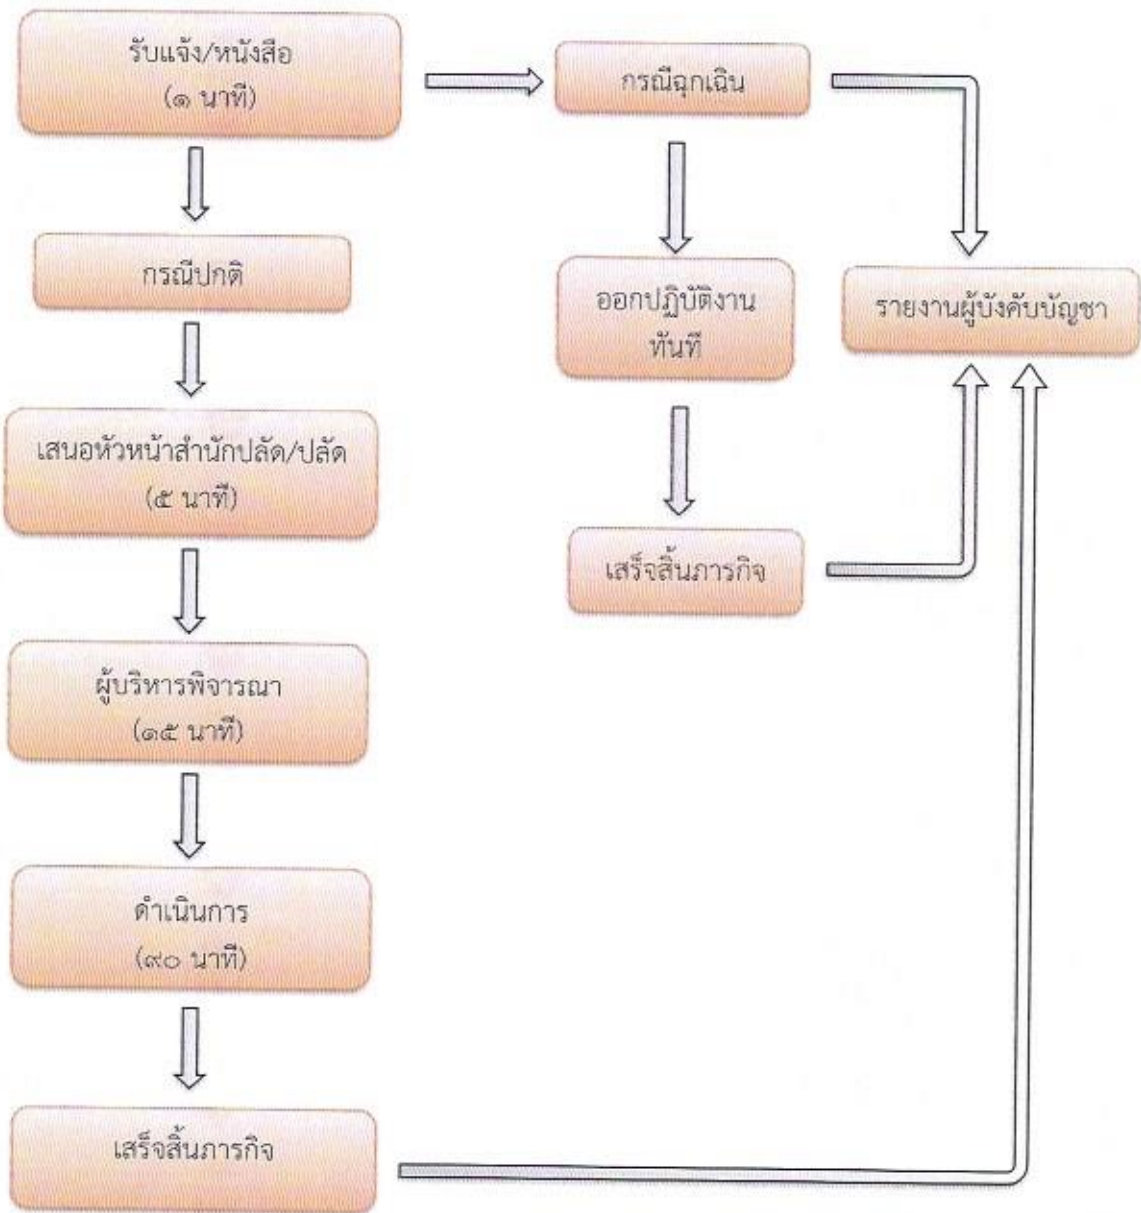 รับแจ้ง/หนังสือ
(๑ นาที)
กรณีฉุกเฉิน
กรณีปกติ
ออกปฏิบัติงาน
ทันที
รายงานผู้บังคับบัญชา
เสนอหัวหน้าสำนักปลัด/ปลัด
(๕ นาที)
เสร็จสิ้นภารกิจ
ผู้บริหารพิจารณา
(๑๕ นาที)
ดำเนินการ
(๙๐ นาที)
เสร็จสิ้นภารกิจ